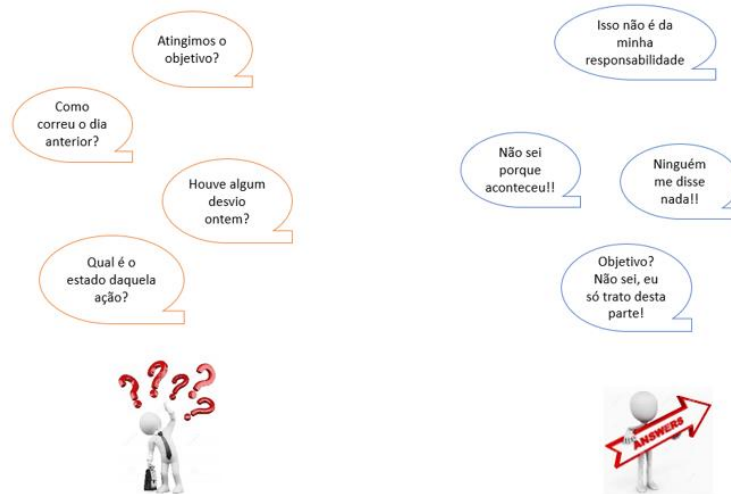 Atingimos o
objetivo?
Como
correu o dia
anterior?
Houve algum
desvio
ontem?
Qual é o
estado daquela
ação?
Isso não é da
minha
responsabilidade
Não sei
porque
aconteceu!!
Ninguém
me disse
nada!!
Objetivo?
Não sei, eu
só trato desta
parte!
ANSWERS